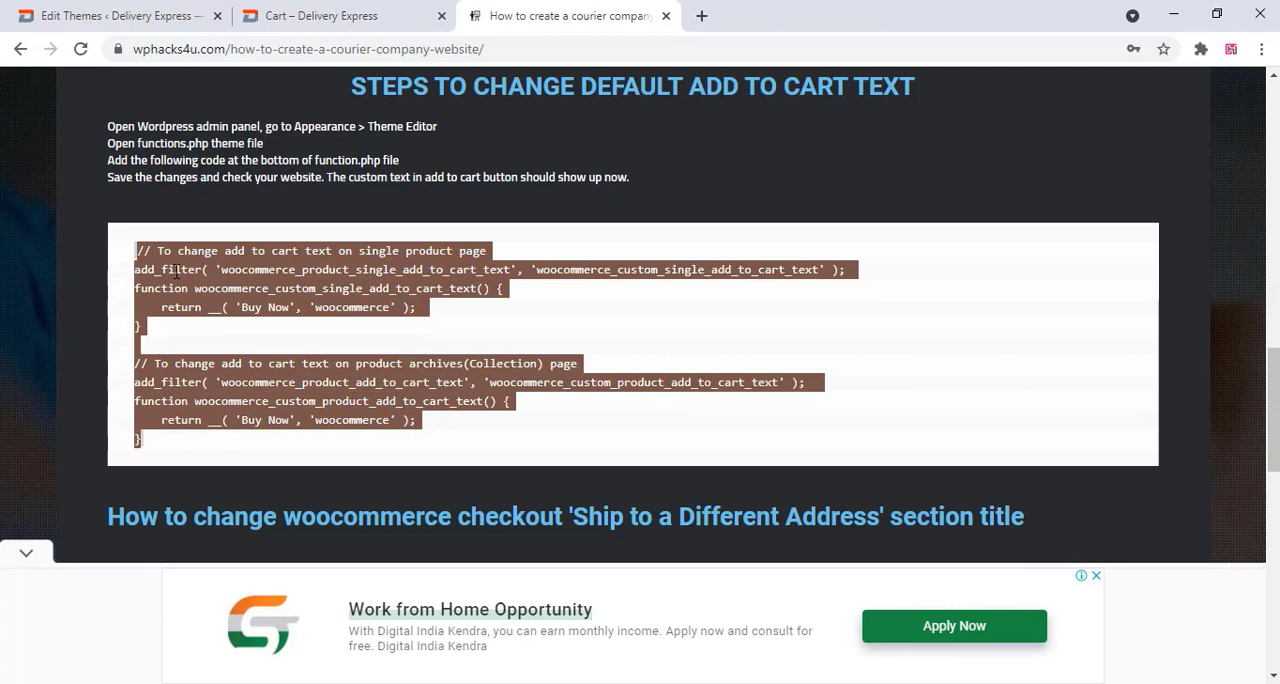 Edit Themes ‹ Delivery Express —
Cart – Delivery Express
How to create a courier company
wphacks4u.com/how-to-create-a-courier-company-website/
STEPS TO CHANGE DEFAULT ADD TO CART TEXT
Open Wordpress admin panel, go to Appearance > Theme Editor
Open functions.php theme file
Add the following code at the bottom of function.php file
Save the changes and check your website. The custom text in add to cart button should show up now.
// To change add to cart text on single product page
add_filter( 'woocommerce_product_single_add_to_cart_text', 'woocommerce_custom_single_add_to_cart_text' );
function woocommerce_custom_single_add_to_cart_text() {
return __( 'Buy Now', 'woocommerce' );
}
// To change add to cart text on product archives(Collection) page
add_filter( 'woocommerce_product_add_to_cart_text', 'woocommerce_custom_product_add_to_cart_text' );
function woocommerce_custom_product_add_to_cart_text() {
return __( 'Buy Now', 'woocommerce' );
}
How to change woocommerce checkout 'Ship to a Different Address' section title
Work from Home Opportunity
With Digital India Kendra, you can earn monthly income. Apply now and consult for
free. Digital India Kendra
Apply Now